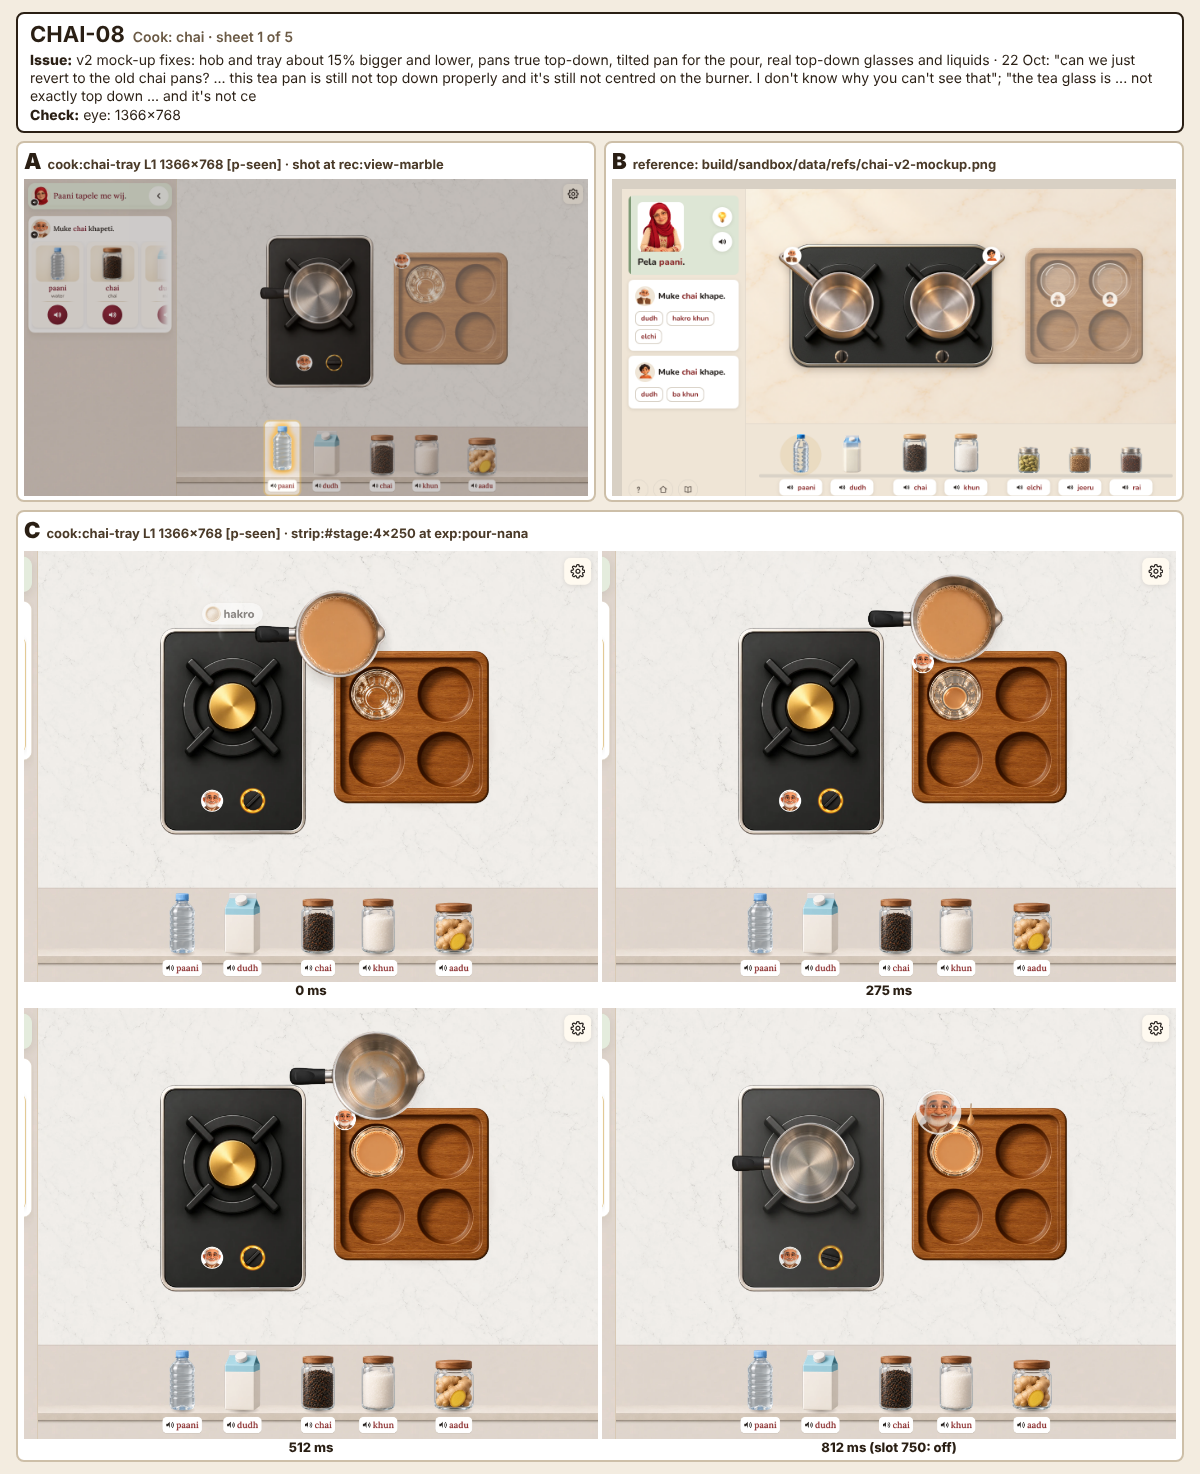 CHAI-08 Cook: chai · sheet 1 of 5
Issue: v2 mock-up fixes: hob and tray about 15% bigger and lower, pans true top-down, tilted pan for the pour, real top-down glasses and liquids · 22 Oct: "can we just
revert to the old chai pans? ... this tea pan is still not top down properly and it's still not centred on the burner. I don't know why you can't see that"; "the tea glass is ... not
exactly top down ... and it's not ce
Check: eye: 1366×768
A cook:chai-tray L1 1366×768 [p-seen] · shot at rec:view-marble
Paani tapele me wij.
Muke chai khapeti.
paani
chai
water
chai
paani
dudh
chai
khun
aadu
B reference: build/sandbox/data/refs/chai-v2-mockup.png
Pela paani.
Muke chai khape.
dudh
hakro khun
elchi
Muke chai khape.
dudh
bo khun
?
paani
dudh
chai
khun
elchi
jeeru
rai
C cook:chai-tray L1 1366×768 [p-seen] · strip:#stage:4×250 at exp:pour-nana
hakro
paani
dudh
chai
khun
aadu
0 ms
paani
dudh
chai
khun
aadu
275 ms
paani
dudh
chai
khun
aadu
512 ms
paani
dudh
chai
khun
aadu
812 ms (slot 750: off)